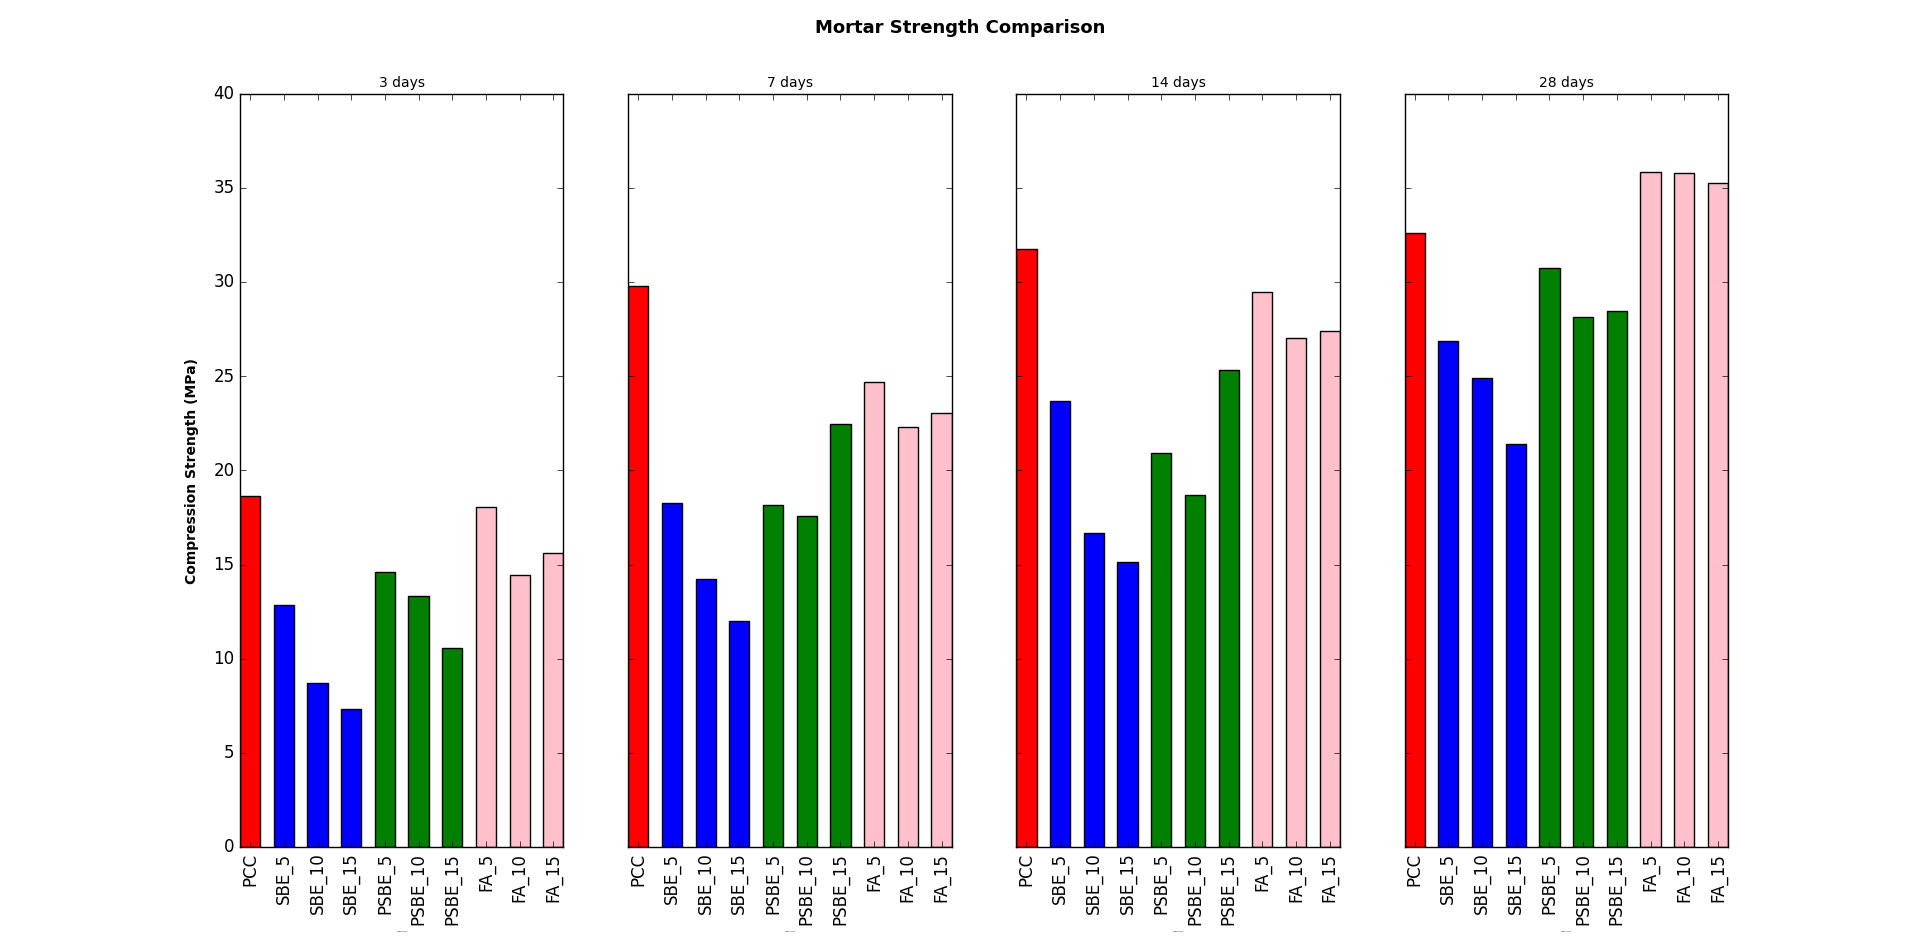 Mortar Strength Comparison
3 days
7 days
14 days
28 days
Compression Strength (MPa)
40
35
30
25
20
15
10
5
0
PCC SBE_5 SBE_10 SBE_15 PSBE_5 PSBE_10 PSBE_15 FA_5 FA_10 FA_15
PCC SBE_5 SBE_10 SBE_15 PSBE_5 PSBE_10 PSBE_15 FA_5 FA_10 FA_15
PCC SBE_5 SBE_10 SBE_15 PSBE_5 PSBE_10 PSBE_15 FA_5 FA_10 FA_15
PCC SBE_5 SBE_10 SBE_15 PSBE_5 PSBE_10 PSBE_15 FA_5 FA_10 FA_15